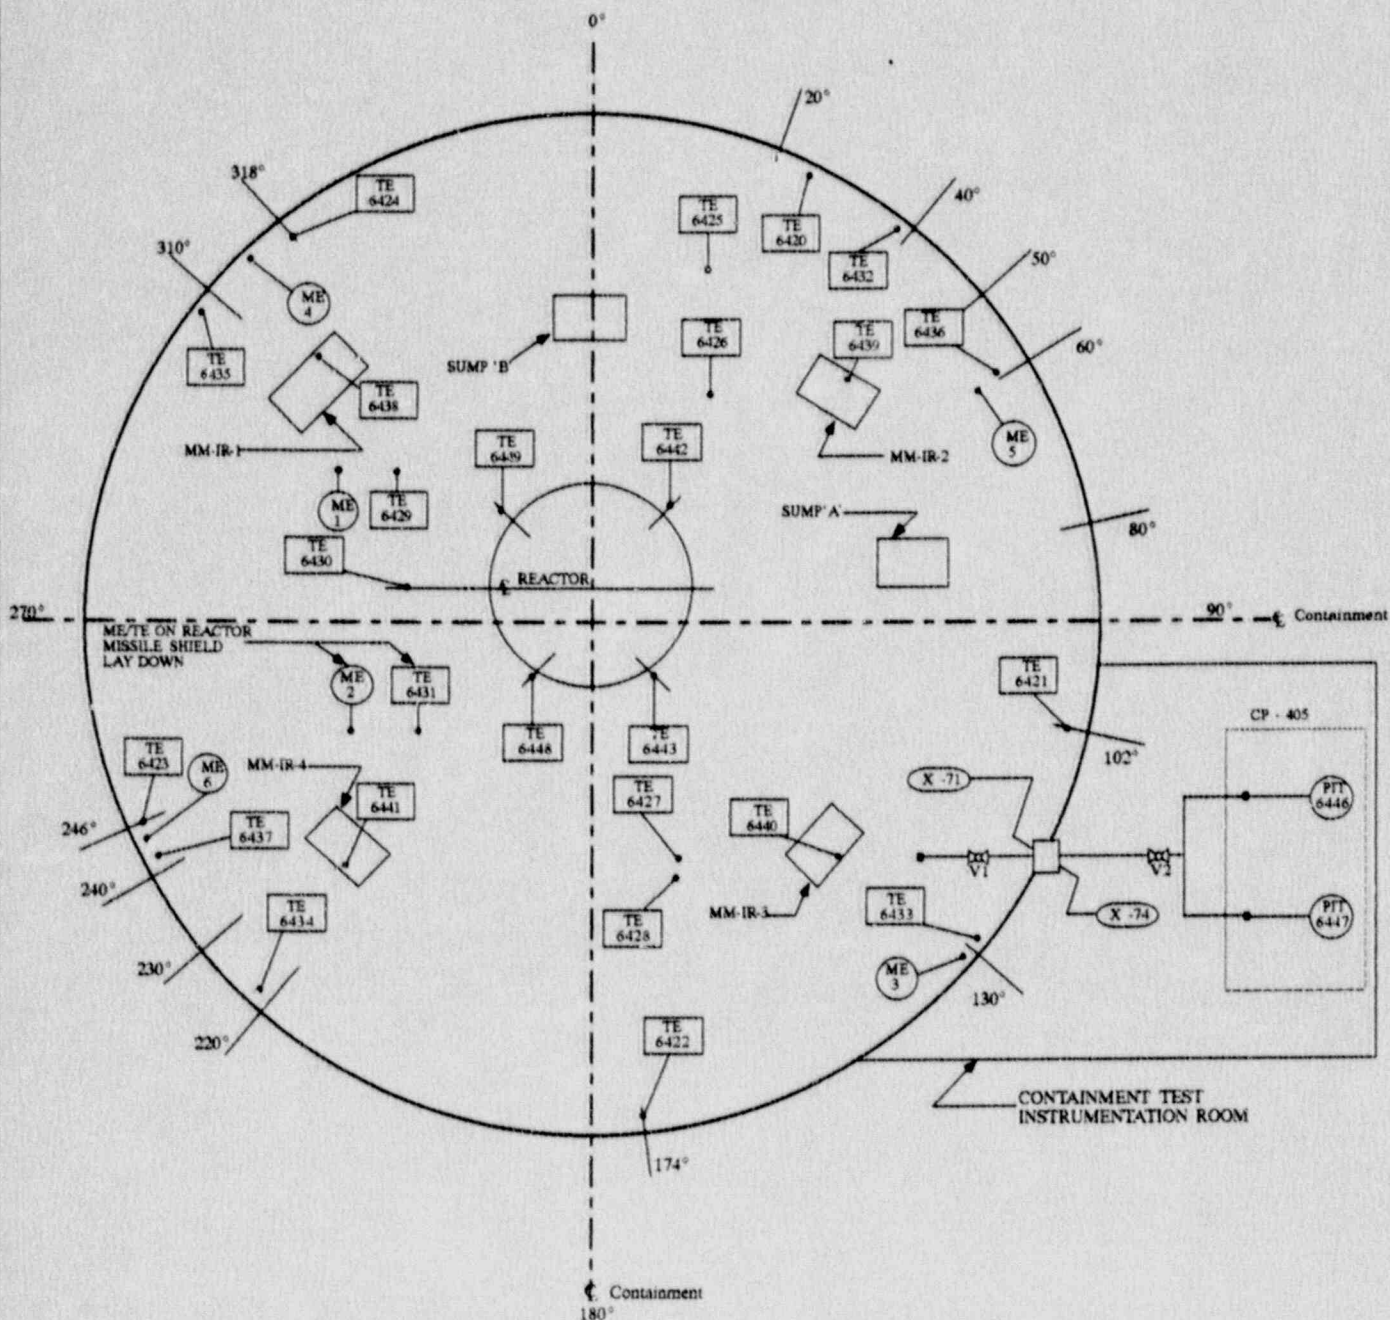 0°
20°
318°
TE
6424
40°
TE
6425
TE
6420
310°
50°
TE
6432
ME
4
TE
6436
TE
6426
TE
6439
60°
SUMP 'B
TE
6435
TE
6438
MM-IR-1
TE
6449
TE
6442
ME
5
MM-IR-2
ME
1
TE
6429
SUMP'A'
80°
TE
6430
℄ REACTOR
270°
90°
℄ Containment
ME/TE ON REACTOR
MISSILE SHIELD
LAY DOWN
ME
2
TE
6431
TE
6421
CP - 405
TE
6448
TE
6443
102°
TE
6423
ME
6
MM-IR-4
X -71
TE
6427
TE
6441
TE
6440
PIT
6446
246°
TE
6437
V1
V2
240°
TE
6434
TE
6433
MM-IR-3
X -74
PIT
6447
TE
6428
230°
ME
3
130°
220°
TE
6422
CONTAINMENT TEST
INSTRUMENTATION ROOM
174°
℄ Containment
180°